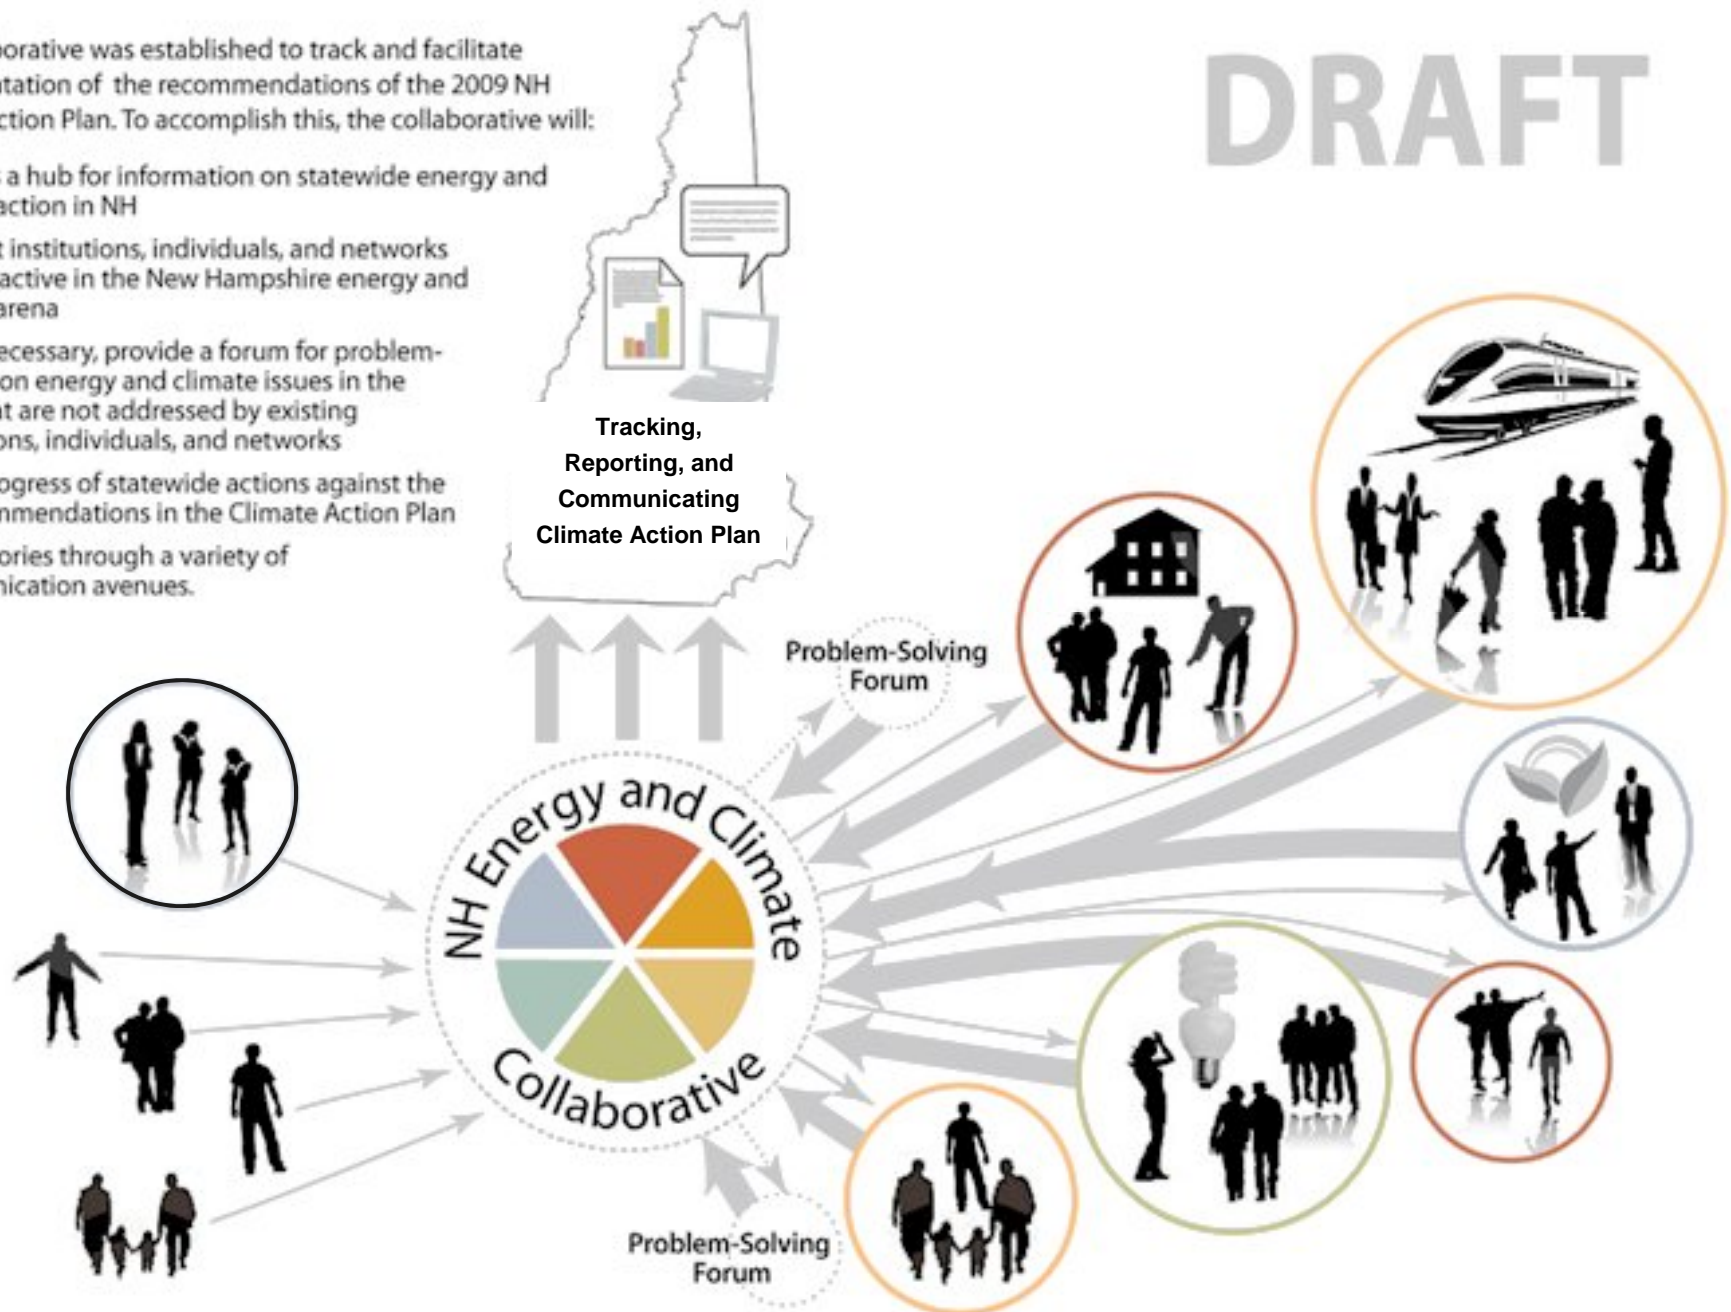 orative was established to track and facilitate
tation of the recommendations of the 2009 NH
ction Plan. To accomplish this, the collaborative will:
a hub for information on statewide energy and
action in NH
t institutions, individuals, and networks
active in the New Hampshire energy and
arena
ecessary, provide a forum for problem-
on energy and climate issues in the
at are not addressed by existing
ons, individuals, and networks
ogress of statewide actions against the
nmendations in the Climate Action Plan
ories through a variety of
nication avenues.
DRAFT
Tracking,
Reporting, and
Communicating
Climate Action Plan
Problem-Solving
Forum
NH Energy and Climate
Collaborative
Problem-Solving
Forum